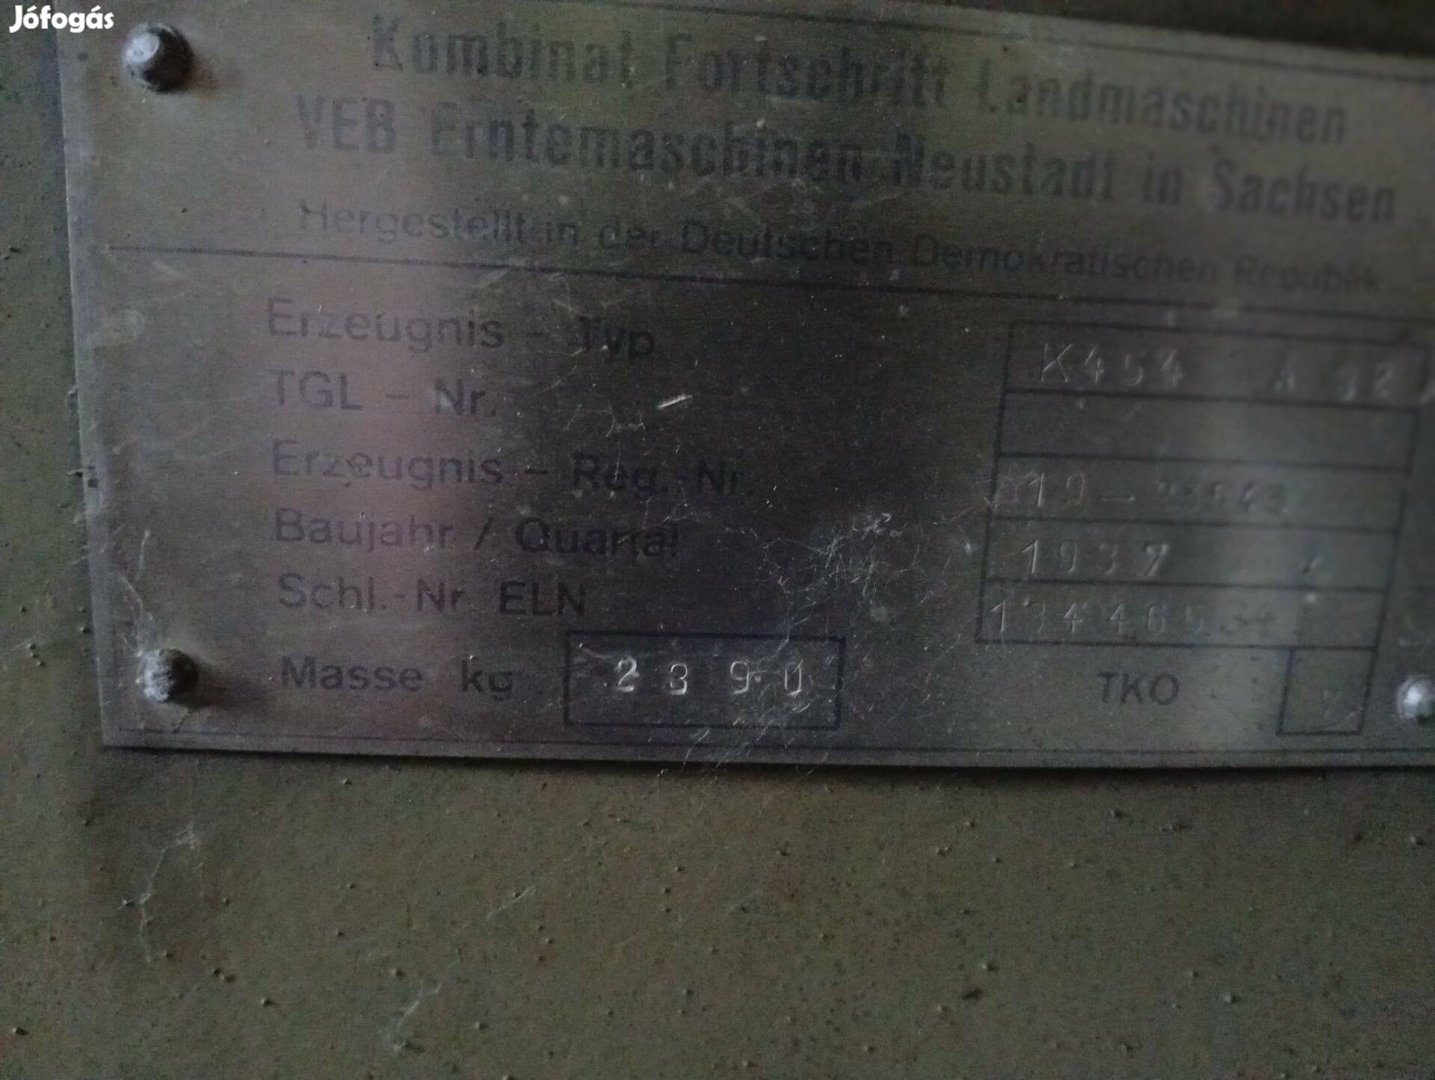 Jófogás
Kombinat Fortschritt Landmaschinen
VEB Erntemaschinen Neustadt in Sachsen
Hergestellt in der Deutschen Demokratischen Republik
Erzeugnis - Typ K454
TGL - Nr.
Erzeugnis - Reg.-Nr
Baujahr / Quartal
Schl.-Nr ELN
Masse kg 2390 TKO